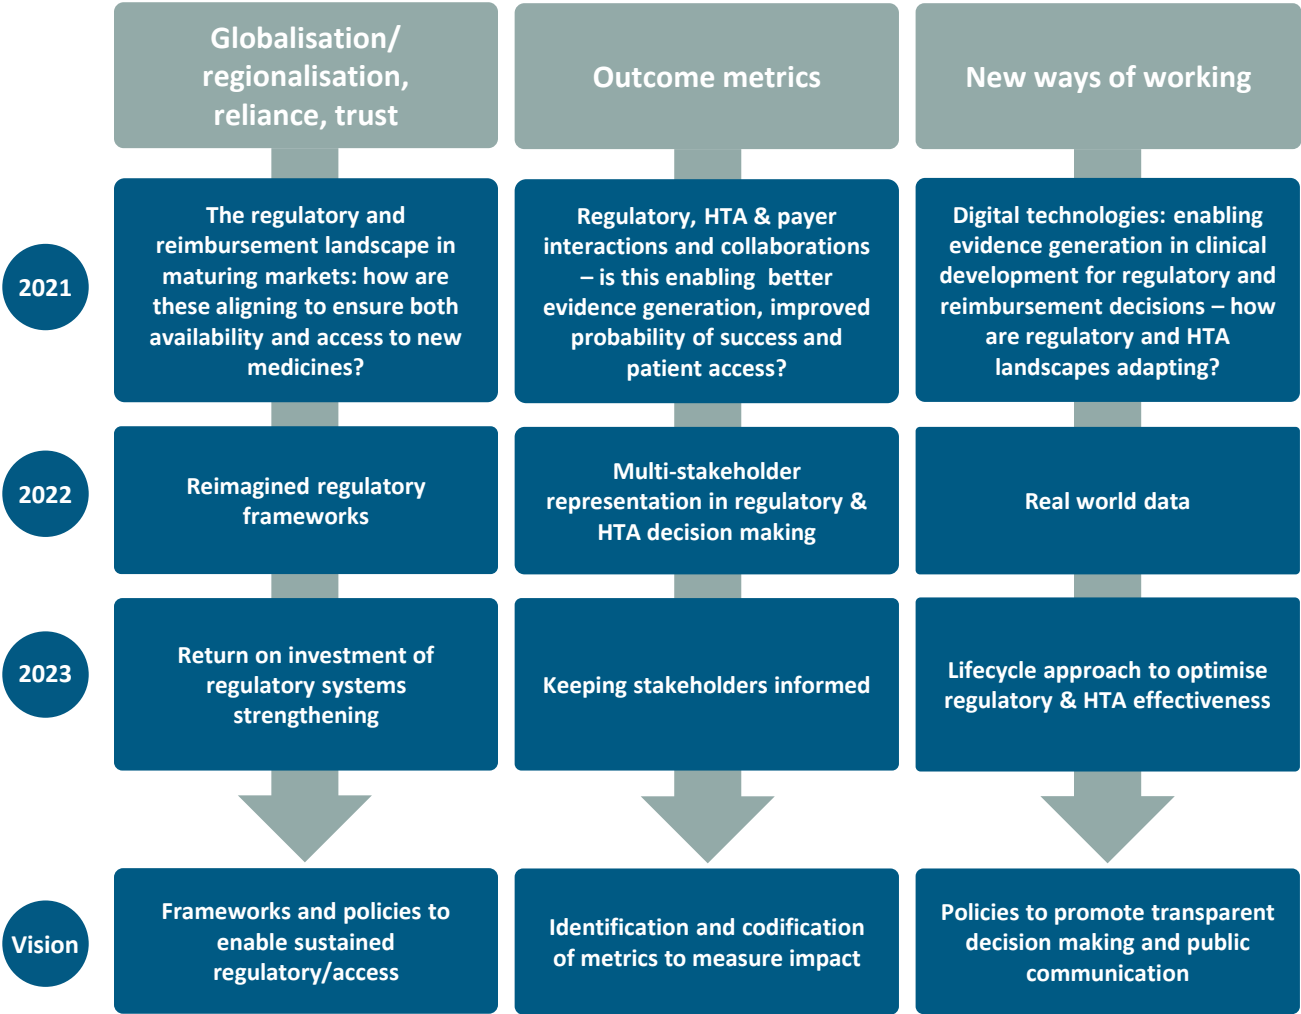 Globalisation/
regionalisation,
reliance, trust
Outcome metrics
New ways of working
2021
The regulatory and
reimbursement landscape in
maturing markets: how are
these aligning to ensure both
availability and access to new
medicines?
Regulatory, HTA & payer
interactions and collaborations
– is this enabling better
evidence generation, improved
probability of success and
patient access?
Digital technologies: enabling
evidence generation in clinical
development for regulatory and
reimbursement decisions – how
are regulatory and HTA
landscapes adapting?
2022
Reimagined regulatory
frameworks
Multi-stakeholder
representation in regulatory &
HTA decision making
Real world data
2023
Return on investment of
regulatory systems
strengthening
Keeping stakeholders informed
Lifecycle approach to optimise
regulatory & HTA effectiveness
Vision
Frameworks and policies to
enable sustained
regulatory/access
Identification and codification
of metrics to measure impact
Policies to promote transparent
decision making and public
communication